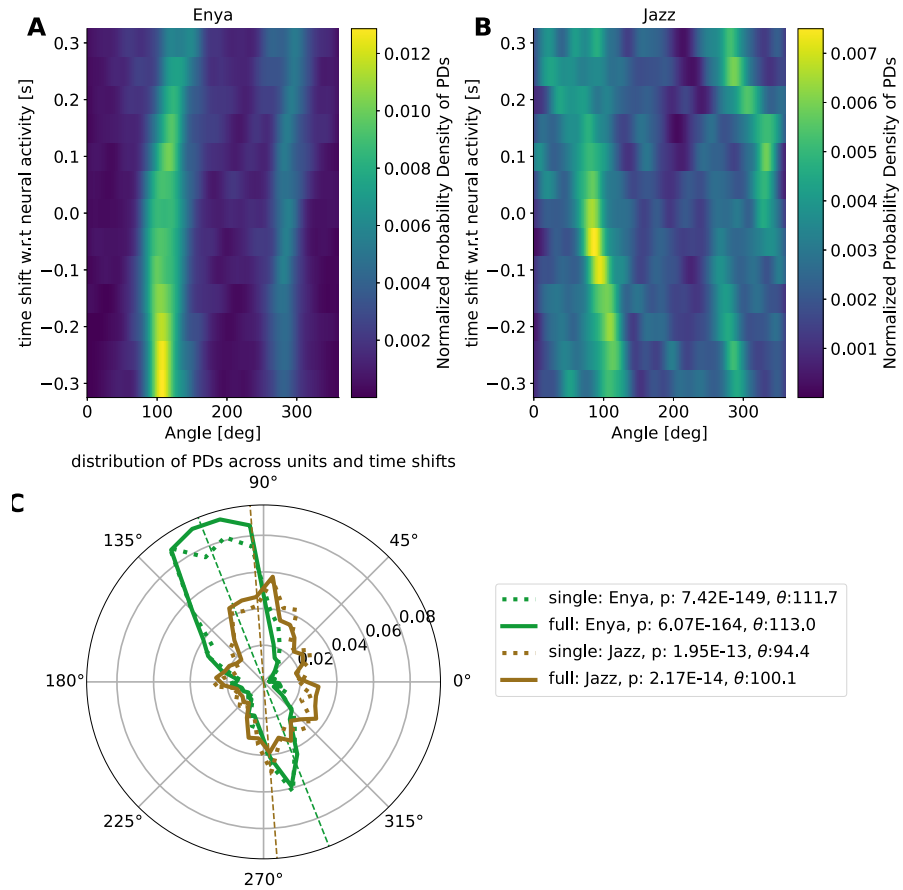 A
Enya
0.3
0.2
0.1
0.0
−0.1
−0.2
−0.3
time shift w.r.t neural activity [s]
0
100
200
300
Angle [deg]
0.012
0.010
0.008
0.006
0.004
0.002
Normalized Probability Density of PDs
B
Jazz
0.3
0.2
0.1
0.0
−0.1
−0.2
−0.3
time shift w.r.t neural activity [s]
0
100
200
300
Angle [deg]
0.007
0.006
0.005
0.004
0.003
0.002
0.001
Normalized Probability Density of PDs
distribution of PDs across units and time shifts
C
90°
135°
45°
180°
0°
225°
315°
270°
0.02
0.04
0.06
0.08
single: Enya, p: 7.42E-149, θ:111.7
full: Enya, p: 6.07E-164, θ:113.0
single: Jazz, p: 1.95E-13, θ:94.4
full: Jazz, p: 2.17E-14, θ:100.1